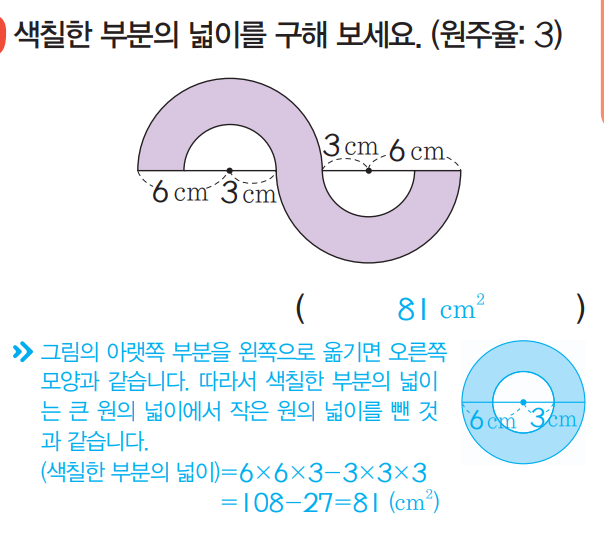 색칠한 부분의 넓이를 구해 보세요. (원주율: 3)
3 cm 6 cm
6 cm 3 cm
( 81 cm² )
» 그림의 아랫쪽 부분을 왼쪽으로 옮기면 오른쪽
모양과 같습니다. 따라서 색칠한 부분의 넓이
는 큰 원의 넓이에서 작은 원의 넓이를 뺀 것
과 같습니다.
6 cm 3 cm
(색칠한 부분의 넓이)=6×6×3−3×3×3
=108−27=81 (cm²)